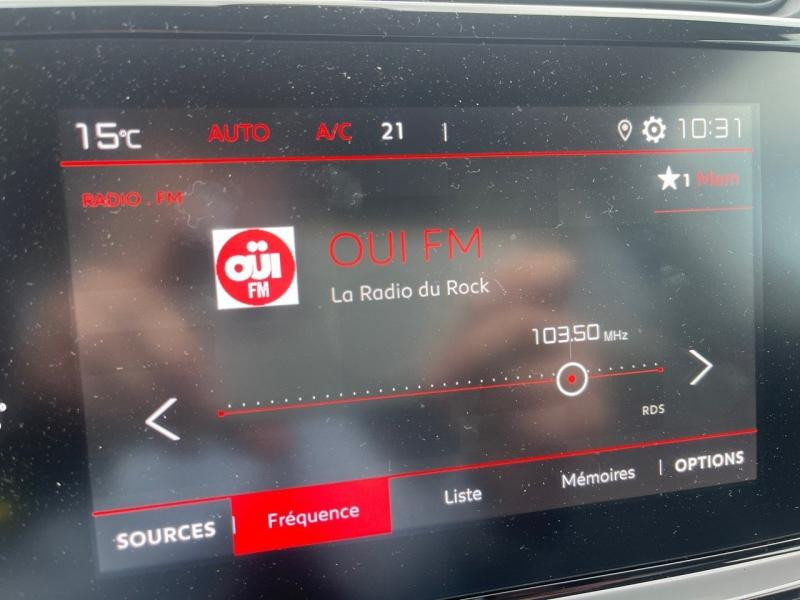 15°C AUTO A/C 21 10:31
★1 Mem
RADIO . FM
OÜI
FM
OUI FM
La Radio du Rock
103.50 MHz
RDS
SOURCES Fréquence Liste Mémoires OPTIONS